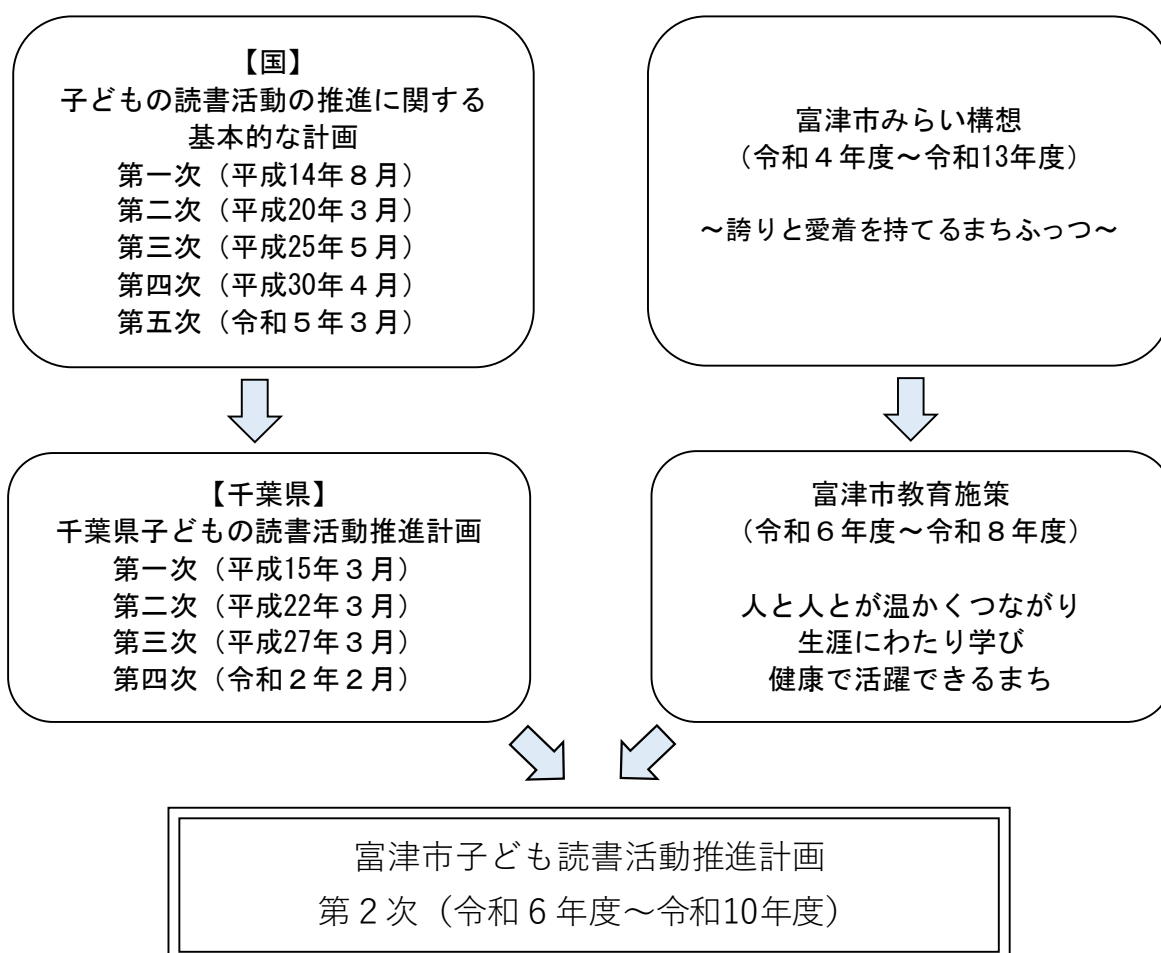 【国】
子どもの読書活動の推進に関する
基本的な計画
第一次（平成14年８月）
第二次（平成20年３月）
第三次（平成25年５月）
第四次（平成30年４月）
第五次（令和５年３月）
富津市みらい構想
（令和４年度～令和13年度）
～誇りと愛着を持てるまちふっつ～
【千葉県】
千葉県子どもの読書活動推進計画
第一次（平成15年３月）
第二次（平成22年３月）
第三次（平成27年３月）
第四次（令和２年２月）
富津市教育施策
（令和６年度～令和８年度）
人と人とが温かくつながり
生涯にわたり学び
健康で活躍できるまち
富津市子ども読書活動推進計画
第２次（令和６年度～令和10年度）